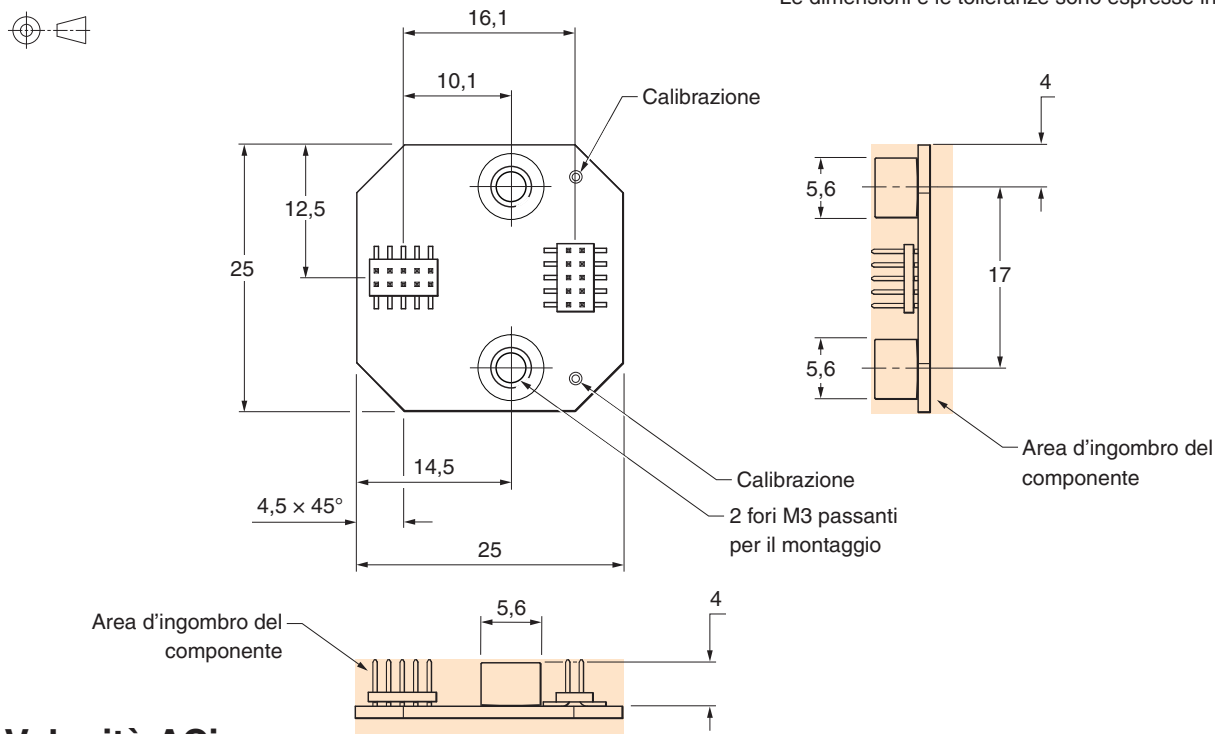 Le dimensioni e le tolleranze sono espresse in
16,1
10,1
Calibrazione
4
5,6
12,5
25
17
5,6
14,5
4,5 × 45°
25
Calibrazione
2 fori M3 passanti
per il montaggio
Area d'ingombro del
componente
Area d'ingombro del
componente
5,6
4